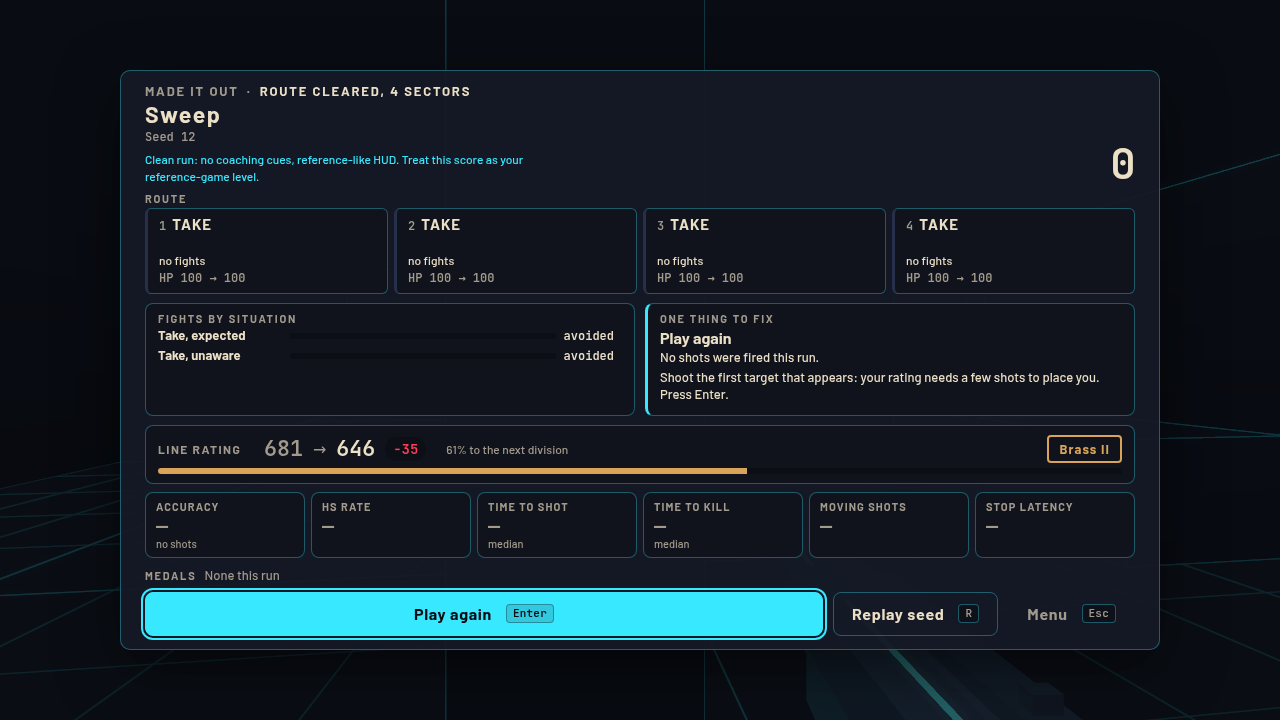 MADE IT OUT · ROUTE CLEARED, 4 SECTORS
Sweep
Seed 12
Clean run: no coaching cues, reference-like HUD. Treat this score as your
reference-game level.
0
ROUTE
1 TAKE
no fights
HP 100 → 100
2 TAKE
no fights
HP 100 → 100
3 TAKE
no fights
HP 100 → 100
4 TAKE
no fights
HP 100 → 100
FIGHTS BY SITUATION
Take, expected avoided
Take, unaware avoided
ONE THING TO FIX
Play again
No shots were fired this run.
Shoot the first target that appears: your rating needs a few shots to place you.
Press Enter.
LINE RATING 681 → 646 -35 61% to the next division Brass II
ACCURACY
—
no shots
HS RATE
—
TIME TO SHOT
—
median
TIME TO KILL
—
median
MOVING SHOTS
—
STOP LATENCY
—
MEDALS None this run
Play again Enter
Replay seed R
Menu Esc